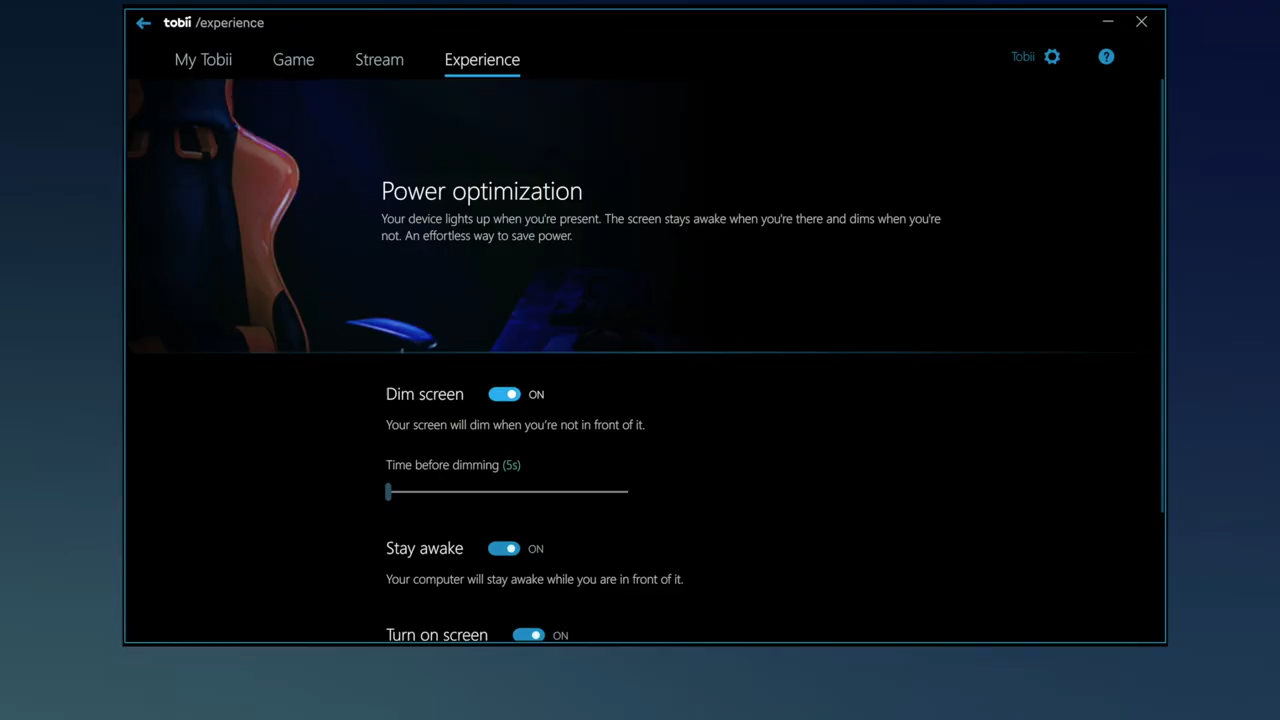 tobii /experience
My Tobii Game Stream Experience
Tobii ?
Power optimization
Your device lights up when you're present. The screen stays awake when you're there and dims when you're
not. An effortless way to save power.
Dim screen ON
Your screen will dim when you're not in front of it.
Time before dimming (5s)
Stay awake ON
Your computer will stay awake while you are in front of it.
Turn on screen ON